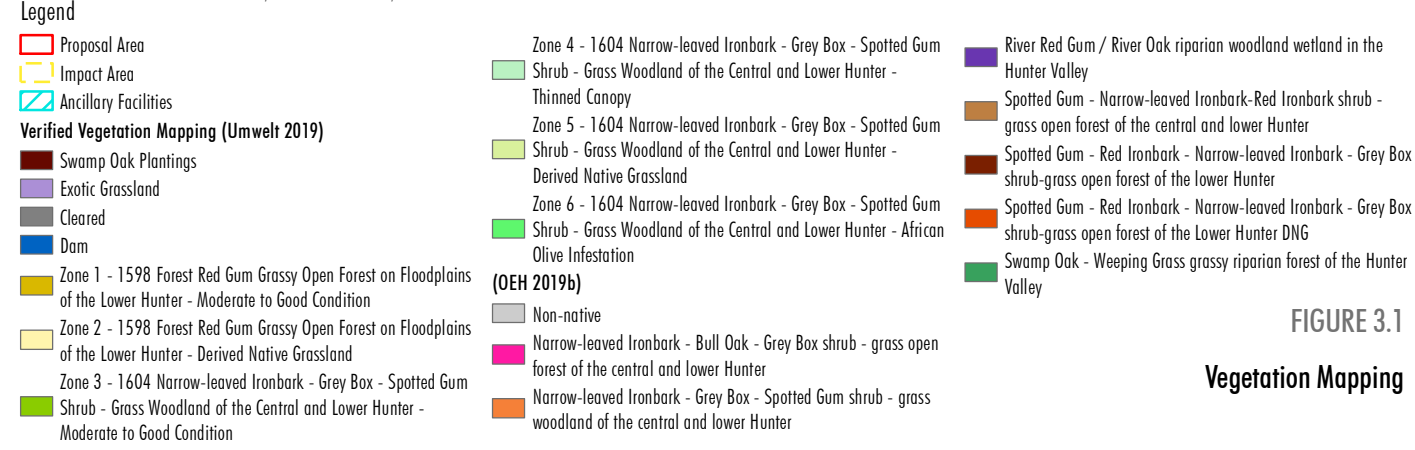 Legend
Proposal Area
Impact Area
Ancillary Facilities
Verified Vegetation Mapping (Umwelt 2019)
Swamp Oak Plantings
Exotic Grassland
Cleared
Dam
Zone 1 - 1598 Forest Red Gum Grassy Open Forest on Floodplains
of the Lower Hunter - Moderate to Good Condition
Zone 2 - 1598 Forest Red Gum Grassy Open Forest on Floodplains
of the Lower Hunter - Derived Native Grassland
Zone 3 - 1604 Narrow-leaved Ironbark - Grey Box - Spotted Gum
Shrub - Grass Woodland of the Central and Lower Hunter -
Moderate to Good Condition
Zone 4 - 1604 Narrow-leaved Ironbark - Grey Box - Spotted Gum
Shrub - Grass Woodland of the Central and Lower Hunter -
Thinned Canopy
Zone 5 - 1604 Narrow-leaved Ironbark - Grey Box - Spotted Gum
Shrub - Grass Woodland of the Central and Lower Hunter -
Derived Native Grassland
Zone 6 - 1604 Narrow-leaved Ironbark - Grey Box - Spotted Gum
Shrub - Grass Woodland of the Central and Lower Hunter - African
Olive Infestation
(OEH 2019b)
Non-native
Narrow-leaved Ironbark - Bull Oak - Grey Box shrub - grass open
forest of the central and lower Hunter
Narrow-leaved Ironbark - Grey Box - Spotted Gum shrub - grass
woodland of the central and lower Hunter
River Red Gum / River Oak riparian woodland wetland in the
Hunter Valley
Spotted Gum - Narrow-leaved Ironbark-Red Ironbark shrub -
grass open forest of the central and lower Hunter
Spotted Gum - Red Ironbark - Narrow-leaved Ironbark - Grey Box
shrub-grass open forest of the lower Hunter
Spotted Gum - Red Ironbark - Narrow-leaved Ironbark - Grey Box
shrub-grass open forest of the Lower Hunter DNG
Swamp Oak - Weeping Grass grassy riparian forest of the Hunter
Valley
FIGURE 3.1
Vegetation Mapping